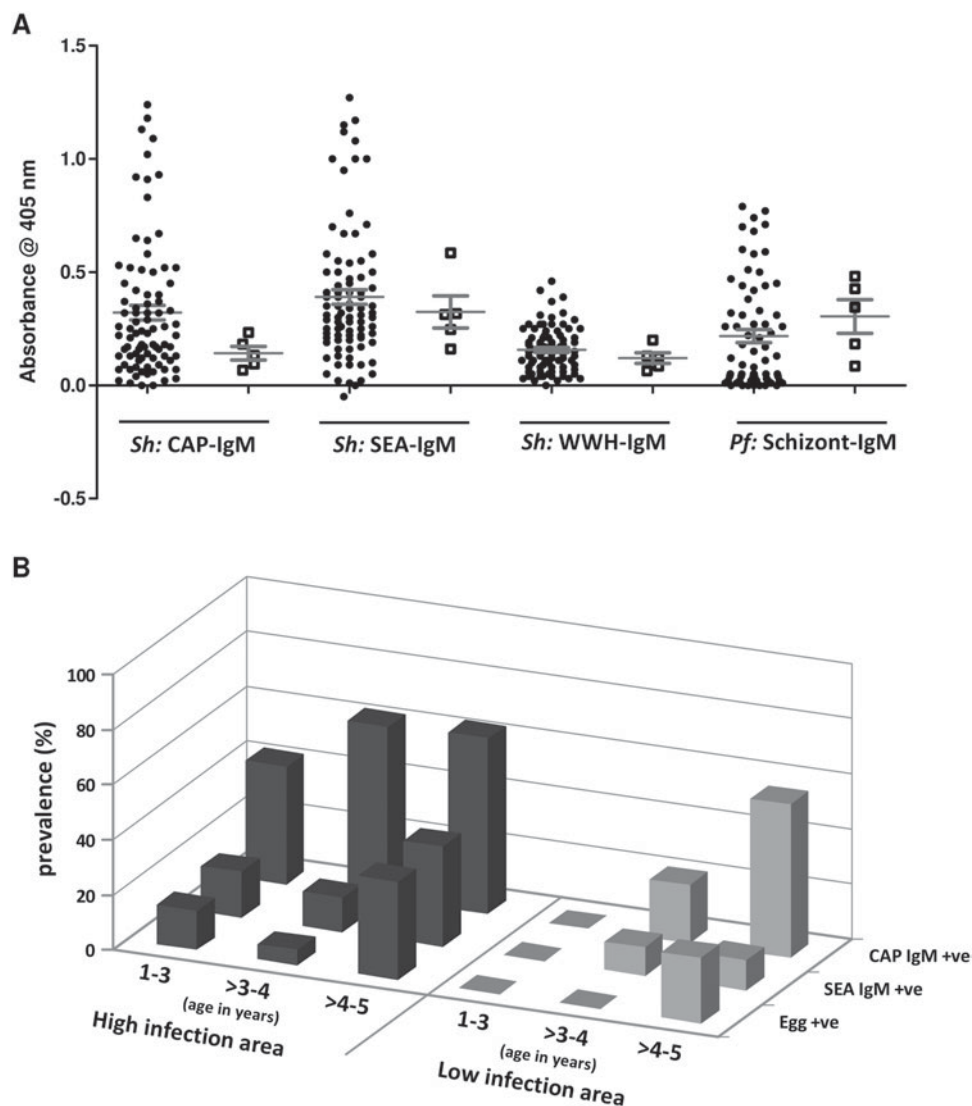 A
1.5
1.0
0.5
0.0
-0.5
Absorbance @ 405 nm
Sh: CAP-IgM
Sh: SEA-IgM
Sh: WWH-IgM
Pf: Schizont-IgM
B
100
80
60
40
20
0
prevalence (%)
1-3
>3-4
>4-5
(age in years)
High infection area
1-3
>3-4
>4-5
(age in years)
Low infection area
CAP IgM +ve
SEA IgM +ve
Egg +ve